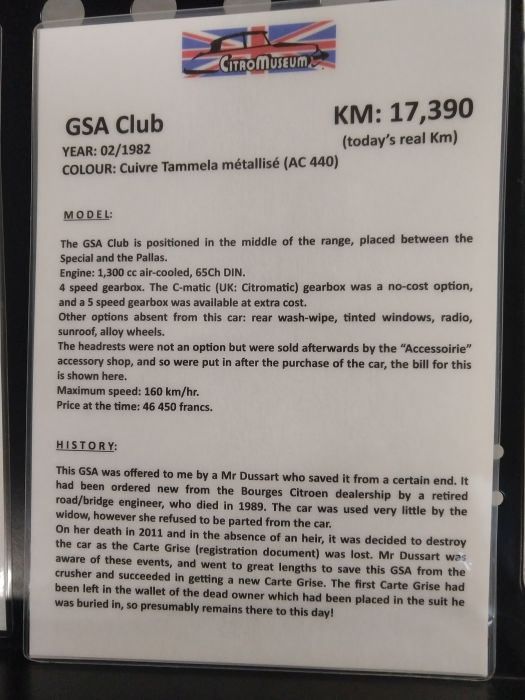 CITROMUSEUM
GSA Club
KM: 17,390
YEAR: 02/1982
(today's real Km)
COLOUR: Cuivre Tammela métallisé (AC 440)
MODEL:
The GSA Club is positioned in the middle of the range, placed between the
Special and the Pallas.
Engine: 1,300 cc air-cooled, 65Ch DIN.
4 speed gearbox. The C-matic (UK: Citromatic) gearbox was a no-cost option,
and a 5 speed gearbox was available at extra cost.
Other options absent from this car: rear wash-wipe, tinted windows, radio,
sunroof, alloy wheels.
The headrests were not an option but were sold afterwards by the "Accessoirie"
accessory shop, and so were put in after the purchase of the car, the bill for this
is shown here.
Maximum speed: 160 km/hr.
Price at the time: 46 450 francs.
HISTORY:
This GSA was offered to me by a Mr Dussart who saved it from a certain end. It
had been ordered new from the Bourges Citroen dealership by a retired
road/bridge engineer, who died in 1989. The car was used very little by the
widow, however she refused to be parted from the car.
On her death in 2011 and in the absence of an heir, it was decided to destroy
the car as the Carte Grise (registration document) was lost. Mr Dussart was
aware of these events, and went to great lengths to save this GSA from the
crusher and succeeded in getting a new Carte Grise. The first Carte Grise had
been left in the wallet of the dead owner which had been placed in the suit he
was buried in, so presumably remains there to this day!